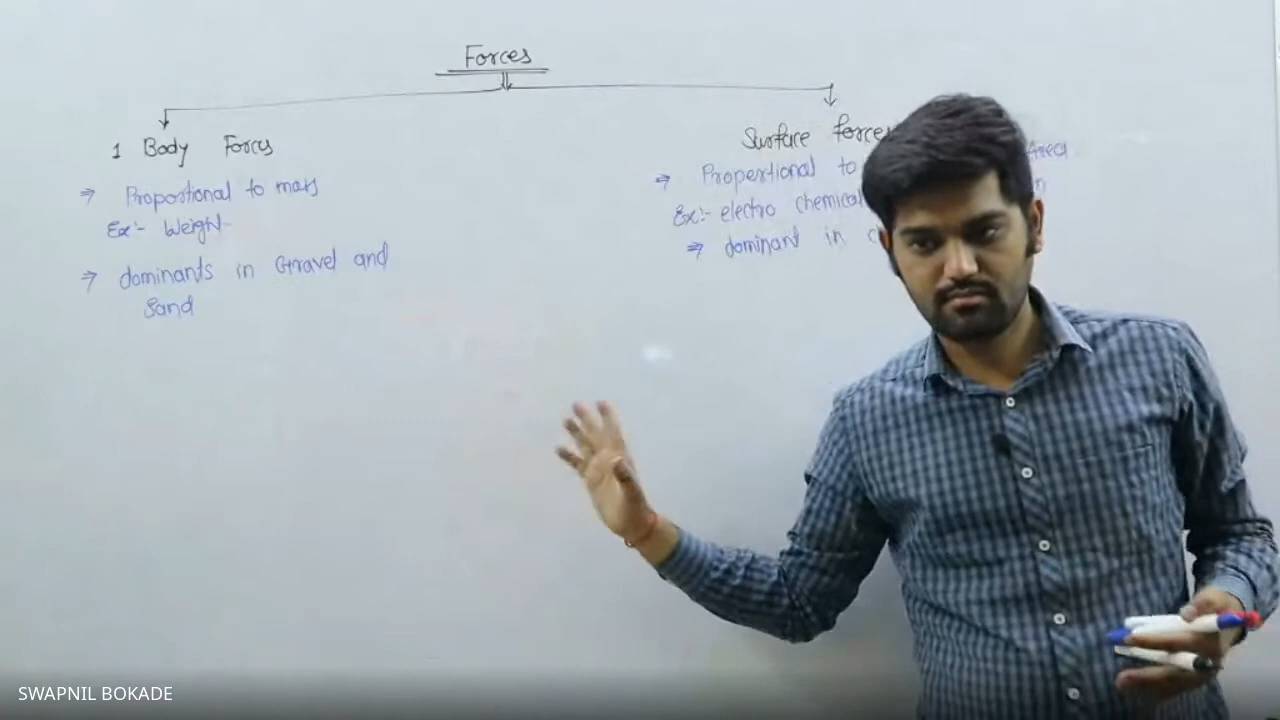 Forces
1 Body Forces
⇒ Proportional to mass
Ex:- Weight
⇒ dominants in Gravel and
Sand
Surface forces
⇒ Propertional to Area
Ex:- electro chemical
⇒ dominant in
SWAPNIL BOKADE